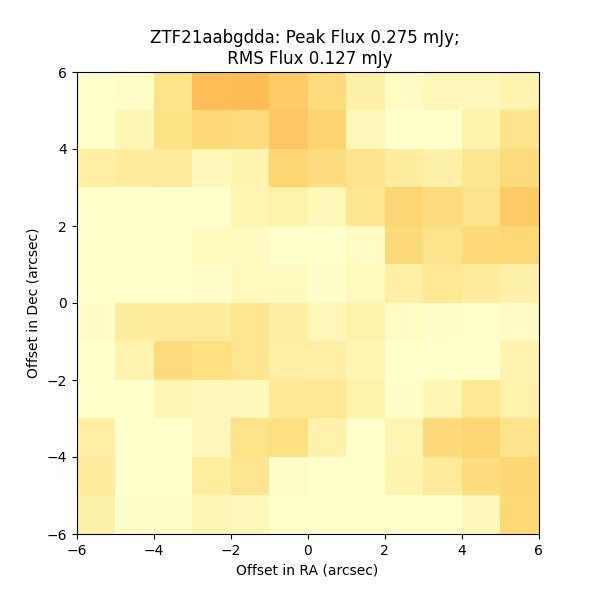 ZTF21aabgdda: Peak Flux 0.275 mJy;
RMS Flux 0.127 mJy
6
4
2
0
−2
−4
−6
Offset in Dec (arcsec)
−6 −4 −2 0 2 4 6
Offset in RA (arcsec)